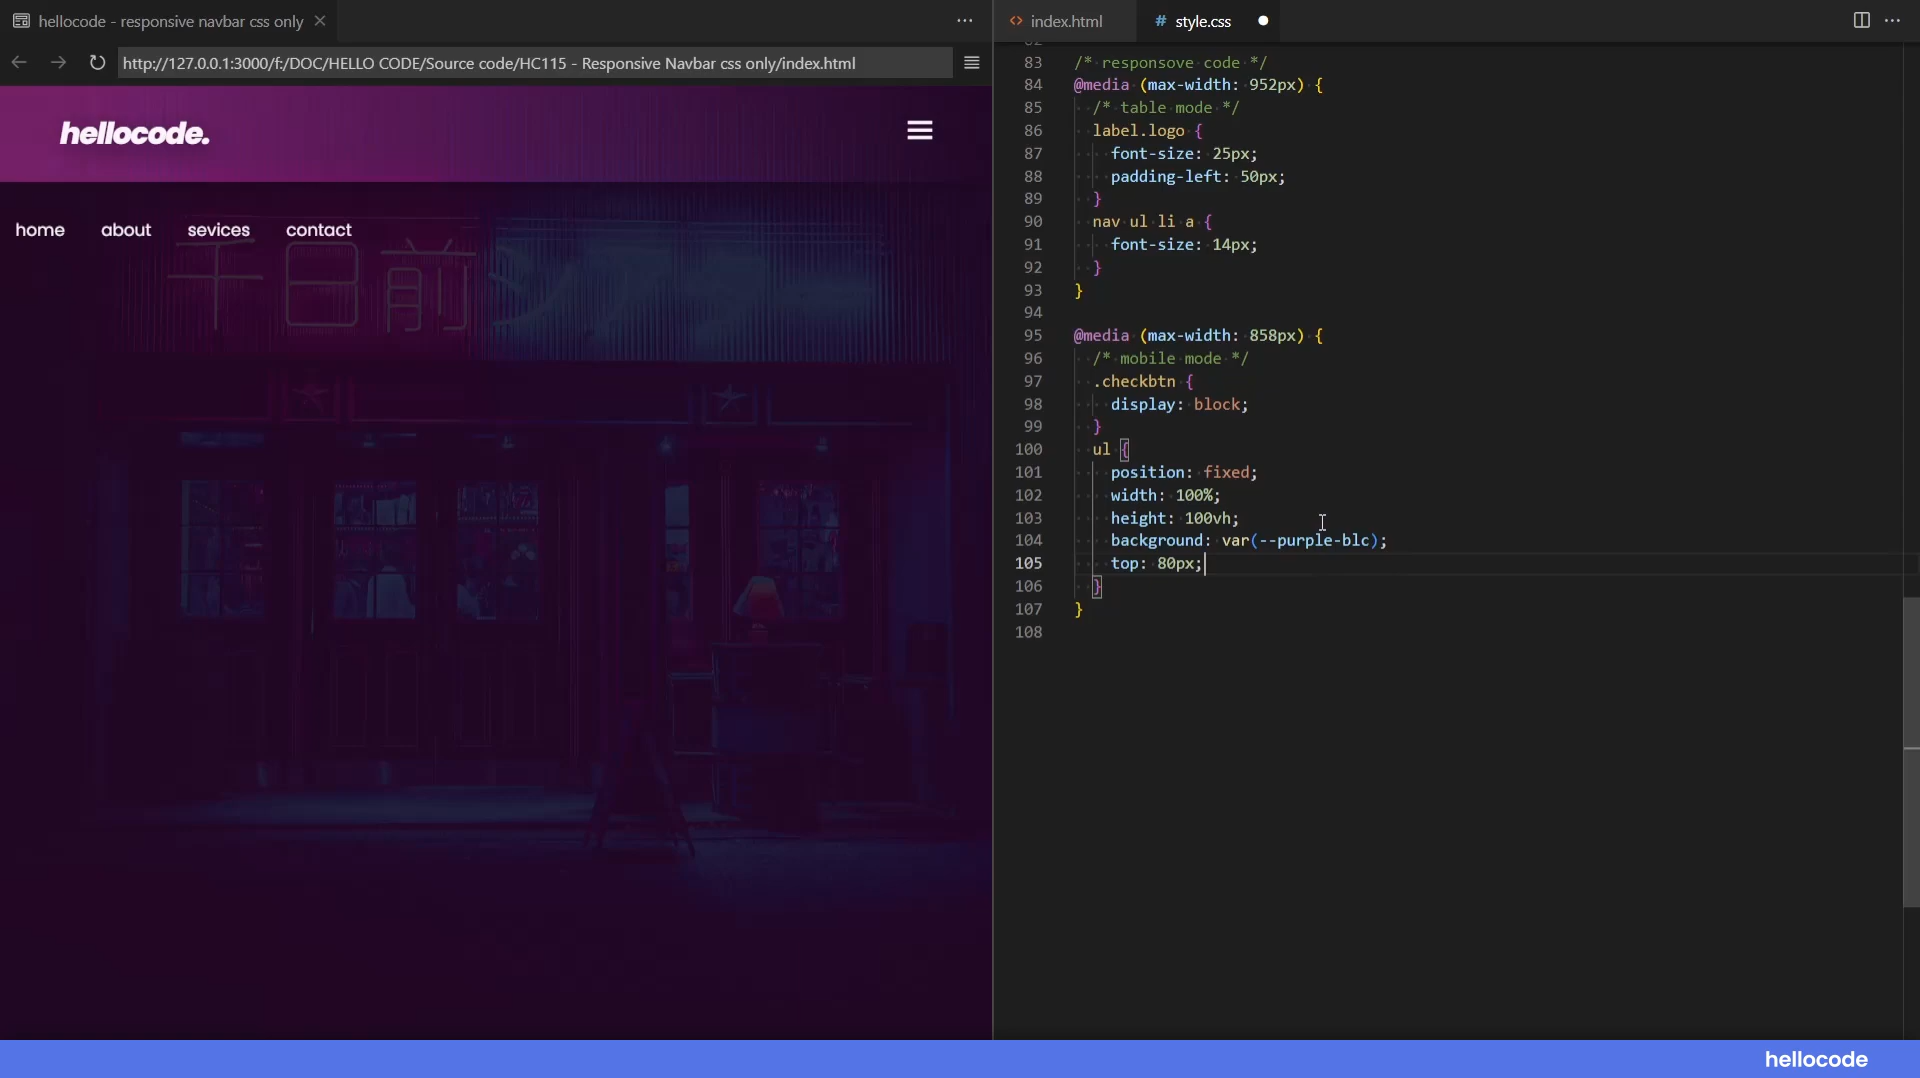 hellocode - responsive navbar css only
index.html
# style.css
http://127.0.0.1:3000/f:/DOC/HELLO CODE/Source code/HC115 - Responsive Navbar css only/index.html
hellocode.
home about sevices contact
千日前
83 /* responsove code */
84 @media (max-width: 952px) {
85 /* table mode */
86 label.logo {
87 font-size: 25px;
88 padding-left: 50px;
89 }
90 nav ul li a {
91 font-size: 14px;
92 }
93 }
94
95 @media (max-width: 858px) {
96 /* mobile mode */
97 .checkbtn {
98 display: block;
99 }
100 ul {
101 position: fixed;
102 width: 100%;
103 height: 100vh;
104 background: var(--purple-blc);
105 top: 80px;
106 }
107 }
108
hellocode